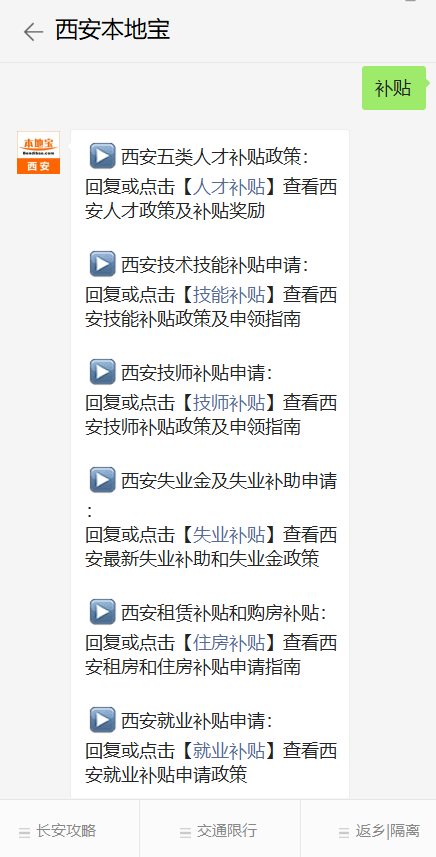 西安本地宝
补贴
本地宝
Bendibao.com
西安
西安五类人才补贴政策：
回复或点击【人才补贴】查看西
安人才政策及补贴奖励
西安技术技能补贴申请：
回复或点击【技能补贴】查看西
安技能补贴政策及申领指南
西安技师补贴申请：
回复或点击【技师补贴】查看西
安技师补贴政策及申领指南
西安失业金及失业补助申请
：
回复或点击【失业补贴】查看西
安最新失业补助和失业金政策
西安租赁补贴和购房补贴：
回复或点击【住房补贴】查看西
安租房和住房补贴申请指南
西安就业补贴申请：
回复或点击【就业补贴】查看西
安就业补贴申请政策
长安攻略
交通限行
返乡|隔离